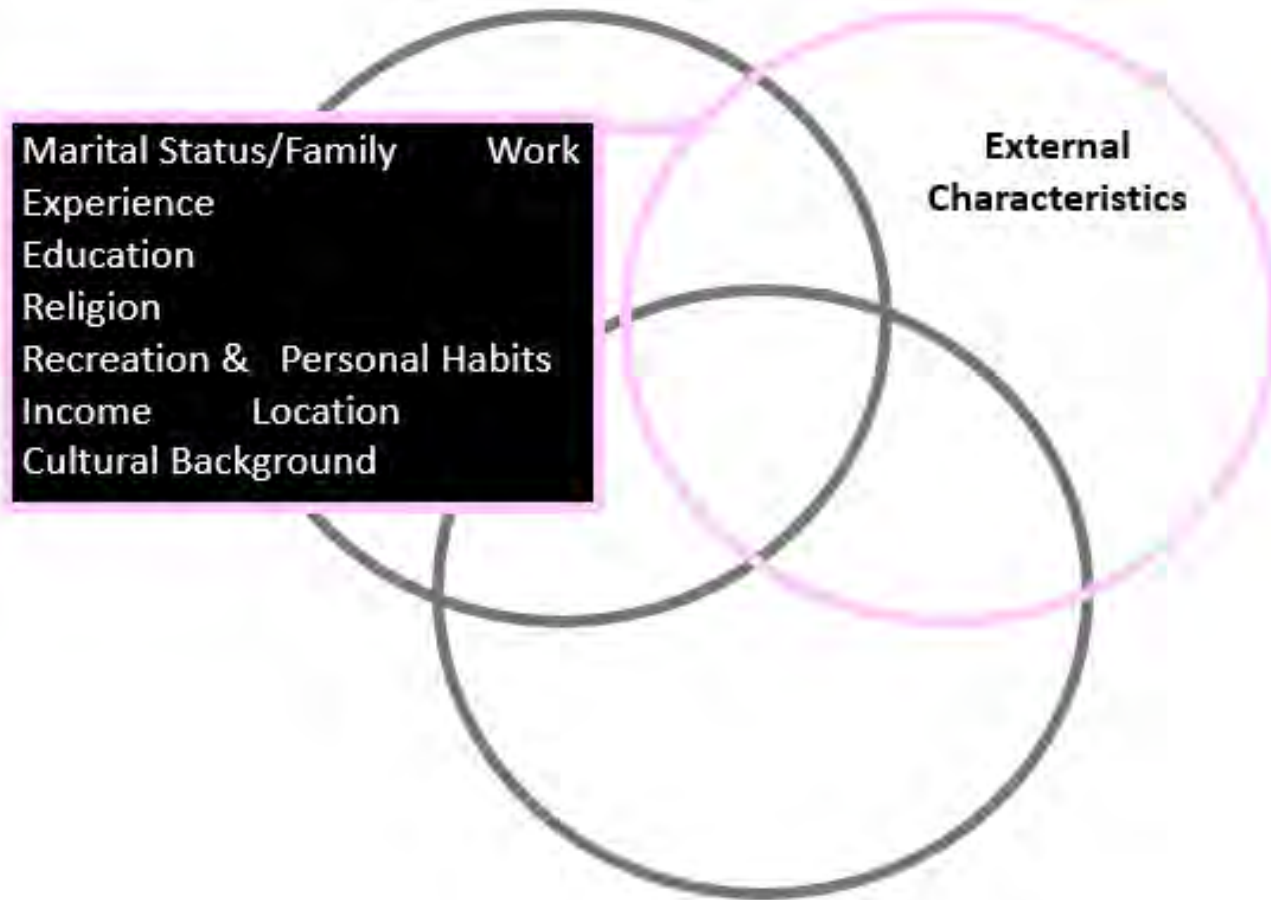 Marital Status/Family Work
Experience
Education
Religion
Recreation & Personal Habits
Income Location
Cultural Background
External
Characteristics